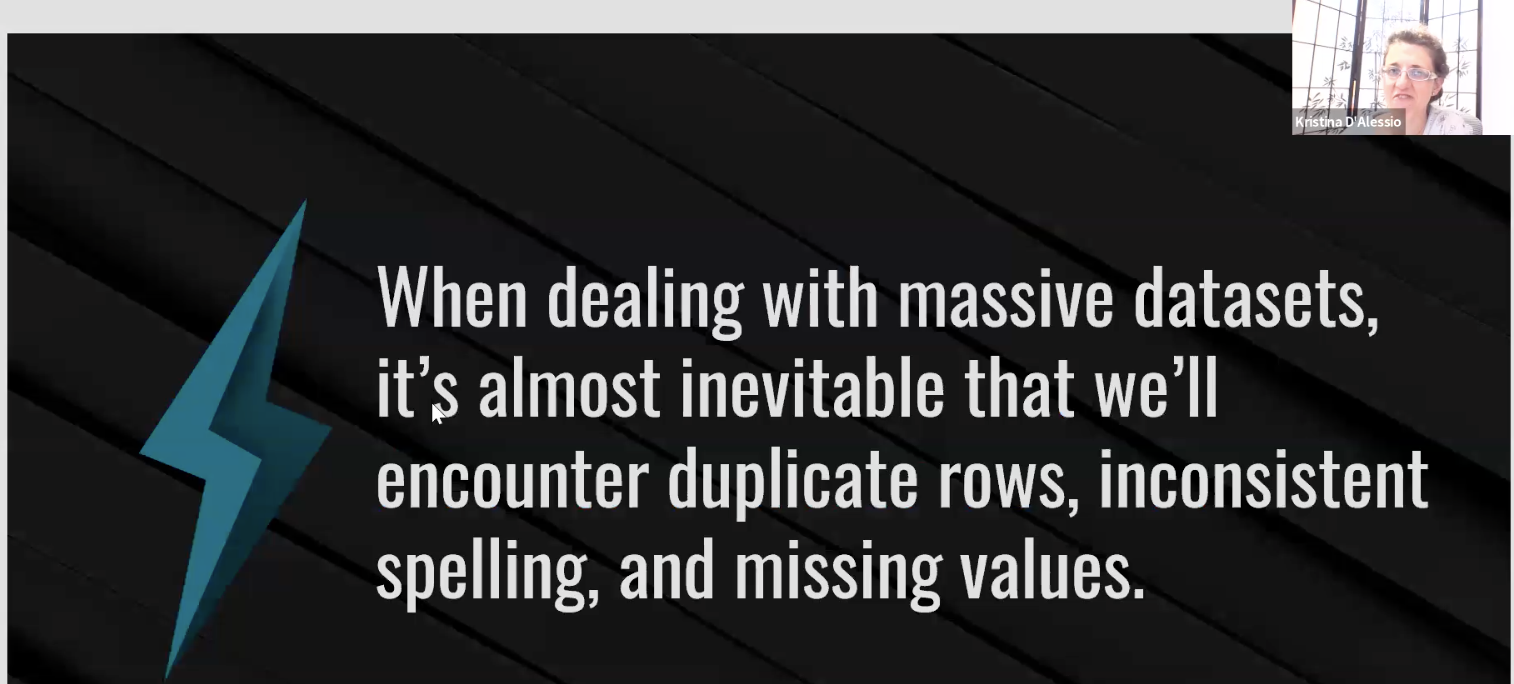 Kristina D'Alessio
When dealing with massive datasets,
it’s almost inevitable that we’ll
encounter duplicate rows, inconsistent
spelling, and missing values.